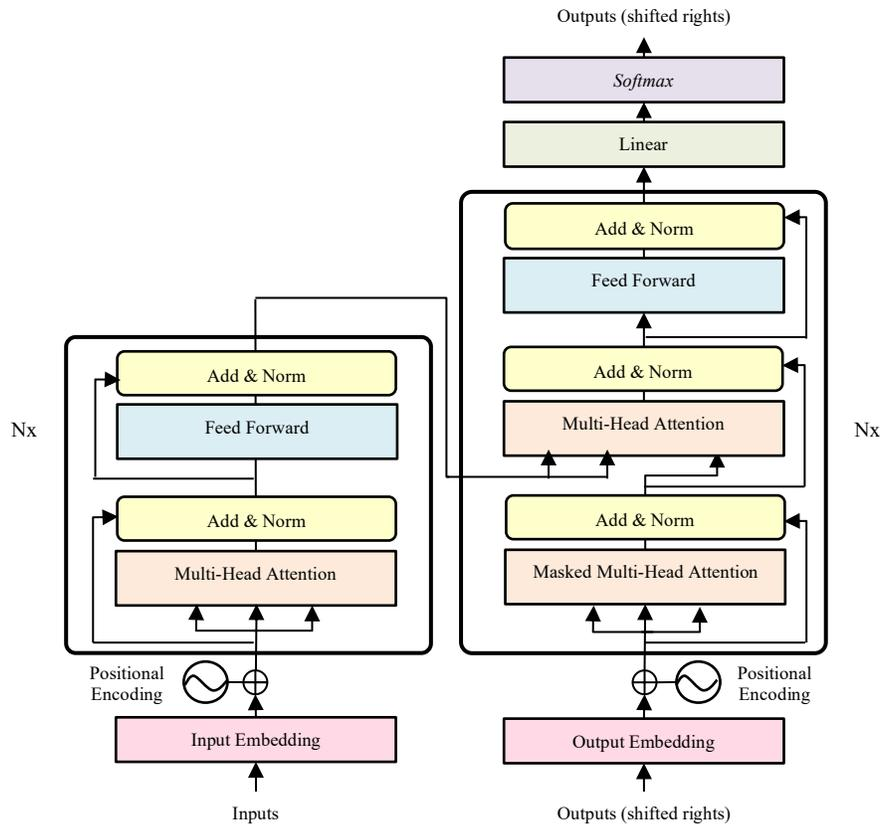 Outputs (shifted rights)
Softmax
Linear
Add & Norm
Feed Forward
Add & Norm
Multi-Head Attention
Add & Norm
Masked Multi-Head Attention
Nx
Positional
Encoding
Output Embedding
Outputs (shifted rights)
Nx
Add & Norm
Feed Forward
Add & Norm
Multi-Head Attention
Positional
Encoding
Input Embedding
Inputs